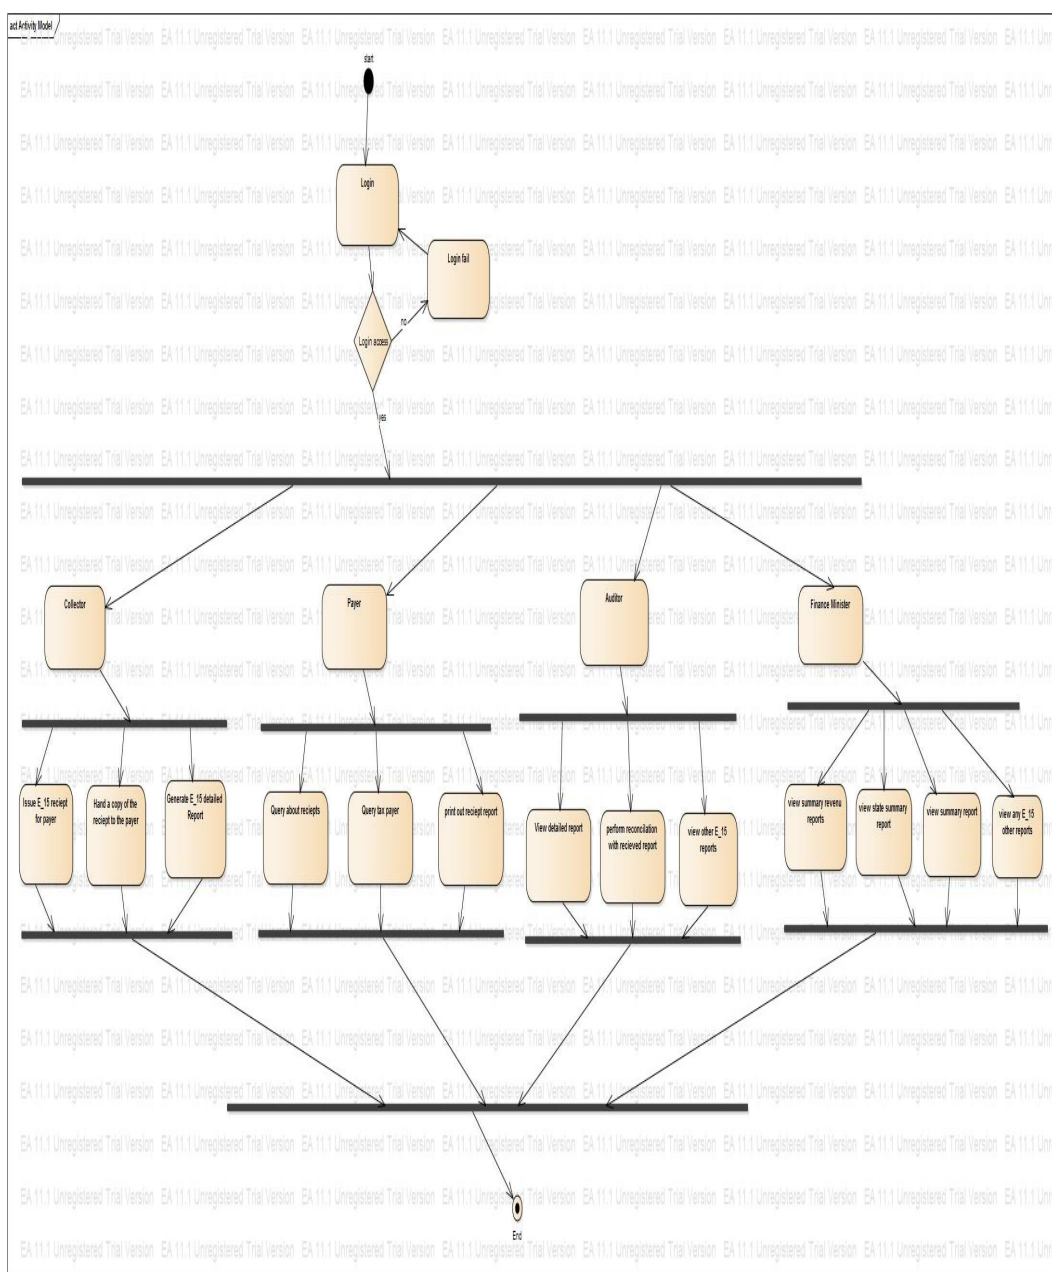 act Antivity Model
start
Login
Login fail
Login access
no
yes
Collector
Payer
Auditor
Finance Minister
Issue E_15 reciept
for payer
Hand a copy of the
reciept to the payer
Generate E_15 detailed
Report
Query about reciepts
Query tax payer
print out reciept report
View detailed report
perform reconciliation
with recieved report
view other E_15
reports
view summary revenu
reports
view state summary
report
view summary report
view any E_15
other reports
End
EA 11.1 Unregistered Trial Version